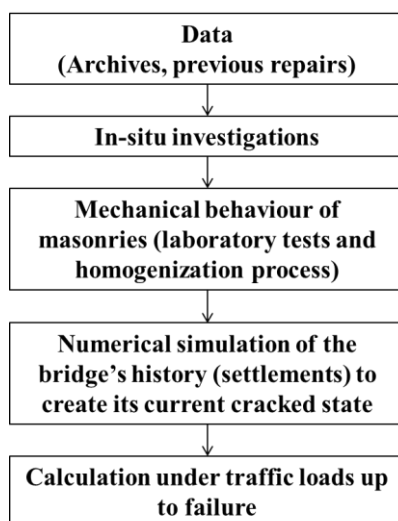 Data
(Archives, previous repairs)
In-situ investigations
Mechanical behaviour of
masonries (laboratory tests and
homogenization process)
Numerical simulation of the
bridge’s history (settlements) to
create its current cracked state
Calculation under traffic loads up
to failure